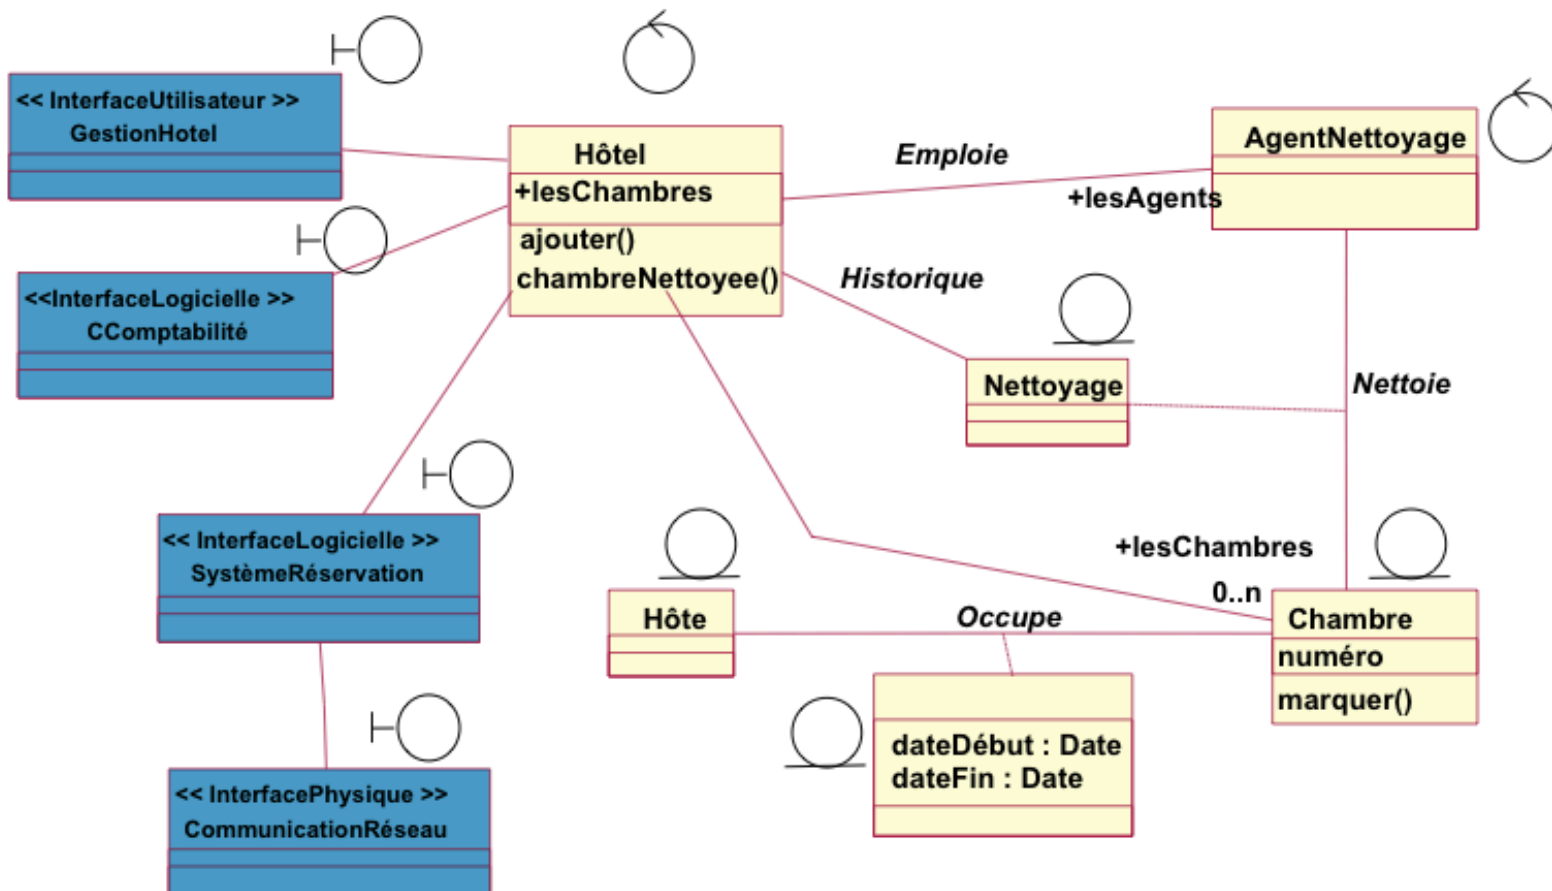 << InterfaceUtilisateur >>
GestionHotel
<<InterfaceLogicielle >>
CComptabilité
<< InterfaceLogicielle >>
SystèmeRéservation
<< InterfacePhysique >>
CommunicationRéseau
Hôtel
+lesChambres
ajouter()
chambreNettoyee()
Emploie
+lesAgents
AgentNettoyage
Historique
Nettoyage
Nettoie
+lesChambres
0..n
Hôte
Occupe
Chambre
numéro
marquer()
dateDébut : Date
dateFin : Date